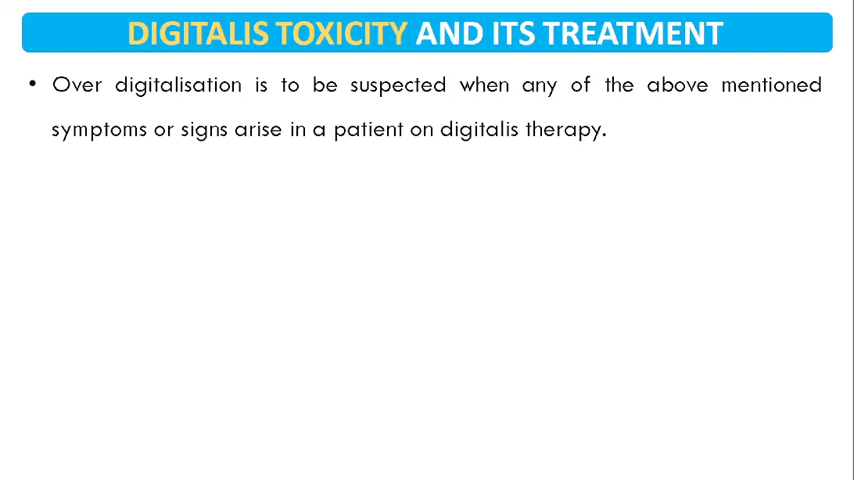 DIGITALIS TOXICITY AND ITS TREATMENT
• Over digitalisation is to be suspected when any of the above mentioned
symptoms or signs arise in a patient on digitalis therapy.